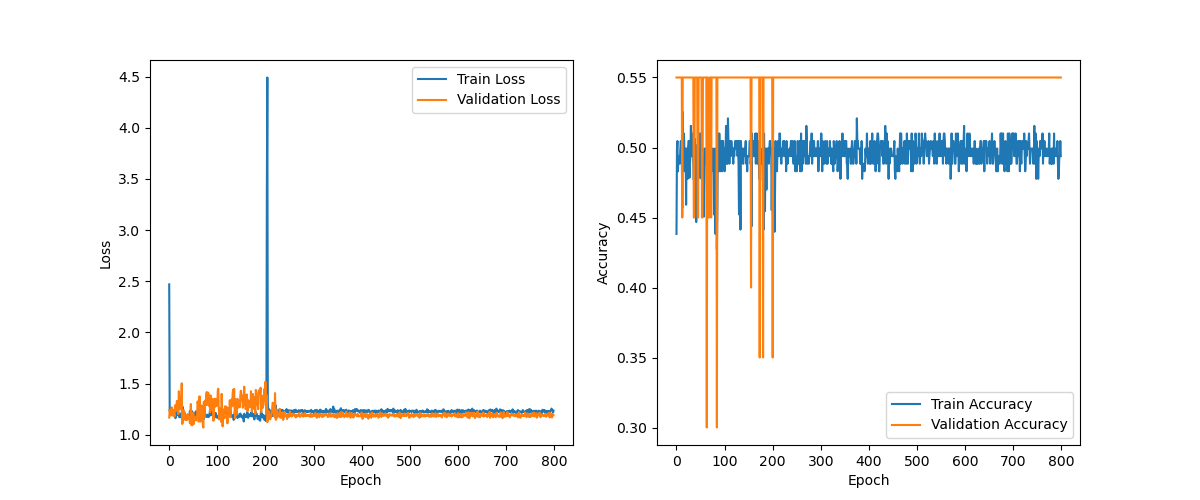 4.5
4.0
3.5
3.0
2.5
2.0
1.5
1.0
Loss
0 100 200 300 400 500 600 700 800
Epoch
Train Loss
Validation Loss
0.55
0.50
0.45
0.40
0.35
0.30
Accuracy
0 100 200 300 400 500 600 700 800
Epoch
Train Accuracy
Validation Accuracy